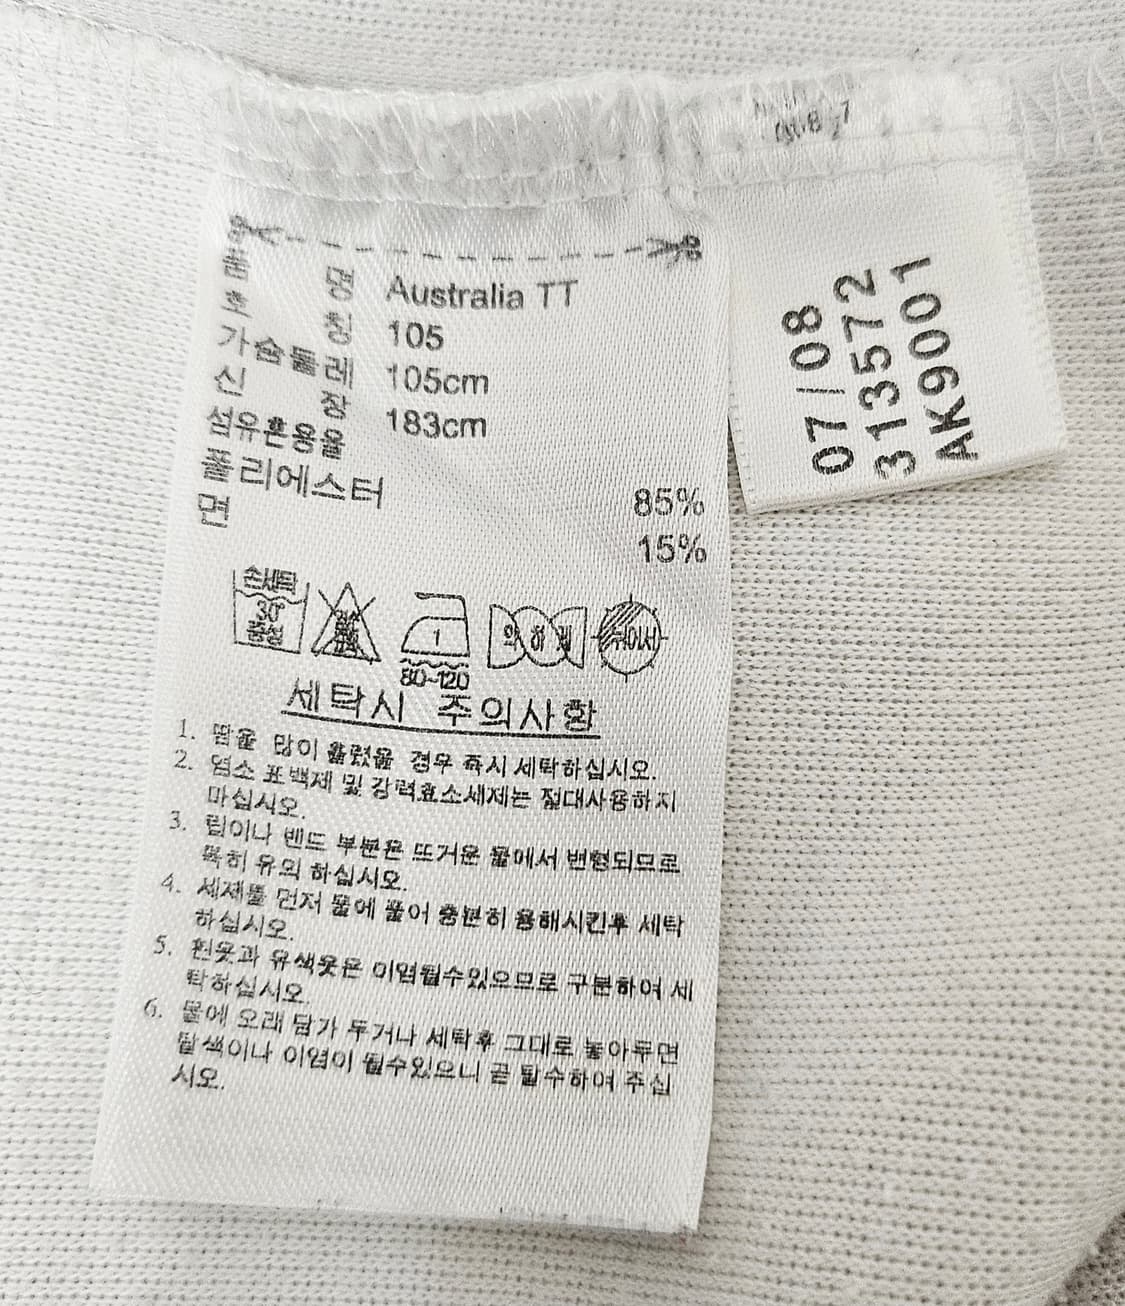 품 명 Australia TT
호 칭 105
가슴둘레 105cm
신 장 183cm
섬유혼용율
폴리에스터 85%
면 15%
손세탁
30°
중성
1
80~120
약하게
뉘어서
세탁시 주의사항
1. 땀을 많이 흘렸을 경우 즉시 세탁하십시오.
2. 염소 표백제 및 강력효소세제는 절대사용하지
마십시오.
3. 립이나 밴드 부분은 뜨거운 물에서 변형되므로
특히 유의 하십시오.
4. 세제를 먼저 물에 풀어 충분히 용해시킨후 세탁
하십시오.
5. 흰옷과 유색옷은 이염될수있으므로 구분하여 세
탁하십시오.
6. 물에 오래 담가 두거나 세탁후 그대로 놓아두면
탈색이나 이염이 될수있으니 곧 탈수하여 주십
시오.
07/08
313572
AK9001